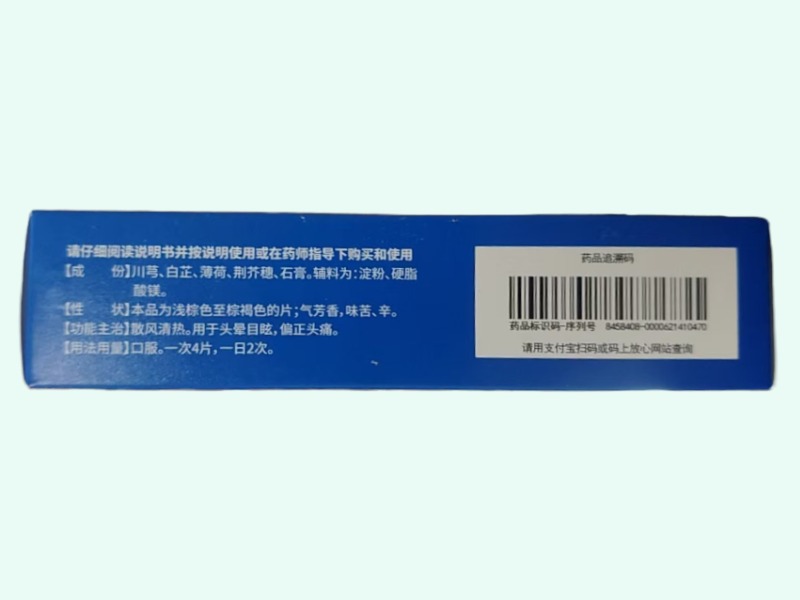 请仔细阅读说明书并按说明使用或在药师指导下购买和使用
【成 份】川芎、白芷、薄荷、荆芥穗、石膏。辅料为：淀粉、硬脂
酸镁。
【性 状】本品为浅棕色至棕褐色的片；气芳香，味苦、辛。
【功能主治】散风清热。用于头晕目眩，偏正头痛。
【用法用量】口服。一次4片，一日2次。
药品追溯码
药品标识码-序列号 8458408-0000621410470
请用支付宝扫码或码上放心网站查询